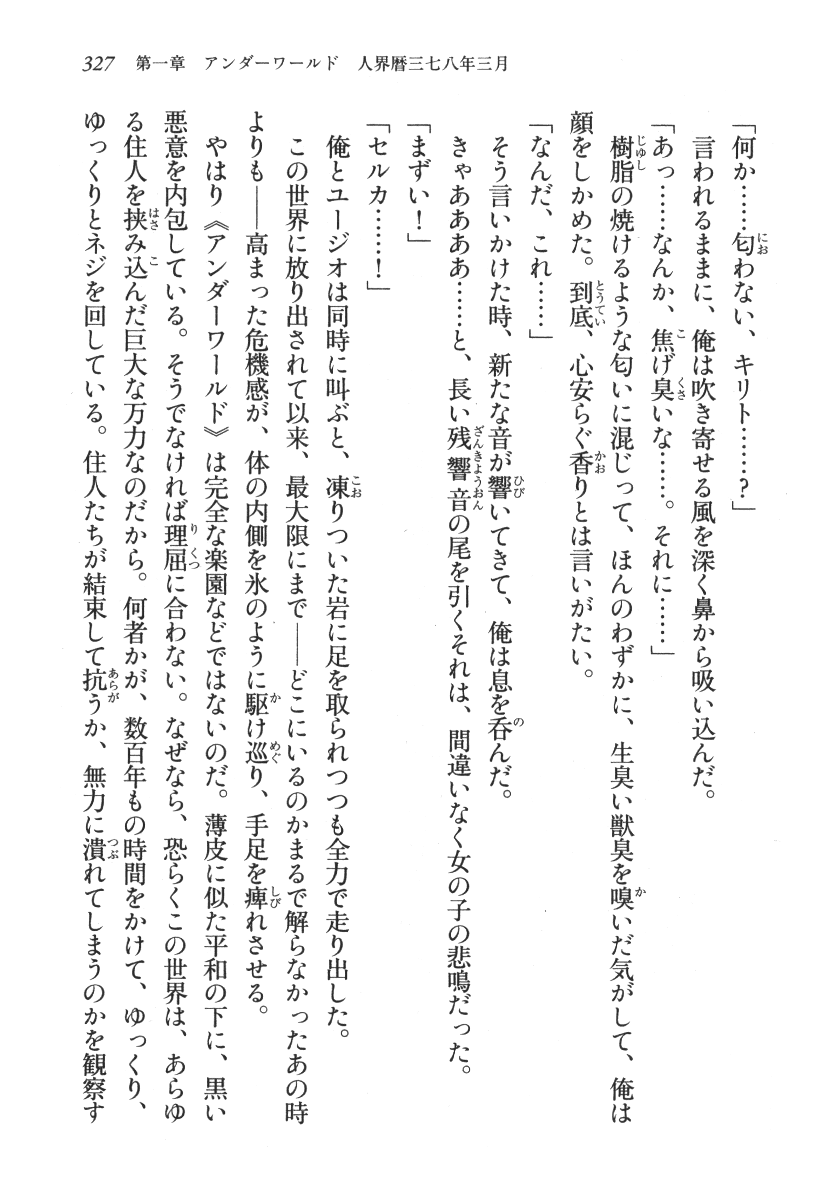 327　第一章　アンダーワールド　人界暦三七八年三月
「何か……匂わない、キリト……？」
　言われるままに、俺は吹き寄せる風を深く鼻から吸い込んだ。
「あっ……なんか、焦げ臭いな……。それに……」
　樹脂の焼けるような匂いに混じって、ほんのわずかに、生臭い獣臭を嗅いだ気がして、俺は
顔をしかめた。到底、心安らぐ香りとは言いがたい。
「なんだ、これ……」
　そう言いかけた時、新たな音が響いてきて、俺は息を呑んだ。
　きゃああああ……と、長い残響音の尾を引くそれは、間違いなく女の子の悲鳴だった。
「まずい！」
「セルカ……！」
　俺とユージオは同時に叫ぶと、凍りついた岩に足を取られつつも全力で走り出した。
　この世界に放り出されて以来、最大限にまで――どこにいるのかまるで解らなかったあの時
よりも――高まった危機感が、体の内側を氷のように駆け巡り、手足を痺れさせる。
　やはり《アンダーワールド》は完全な楽園などではないのだ。薄皮に似た平和の下に、黒い
悪意を内包している。そうでなければ理屈に合わない。なぜなら、恐らくこの世界は、あらゆ
る住人を挟み込んだ巨大な万力なのだから。何者かが、数百年もの時間をかけて、ゆっくり、
ゆっくりとネジを回している。住人たちが結束して抗うか、無力に潰れてしまうのかを観察す